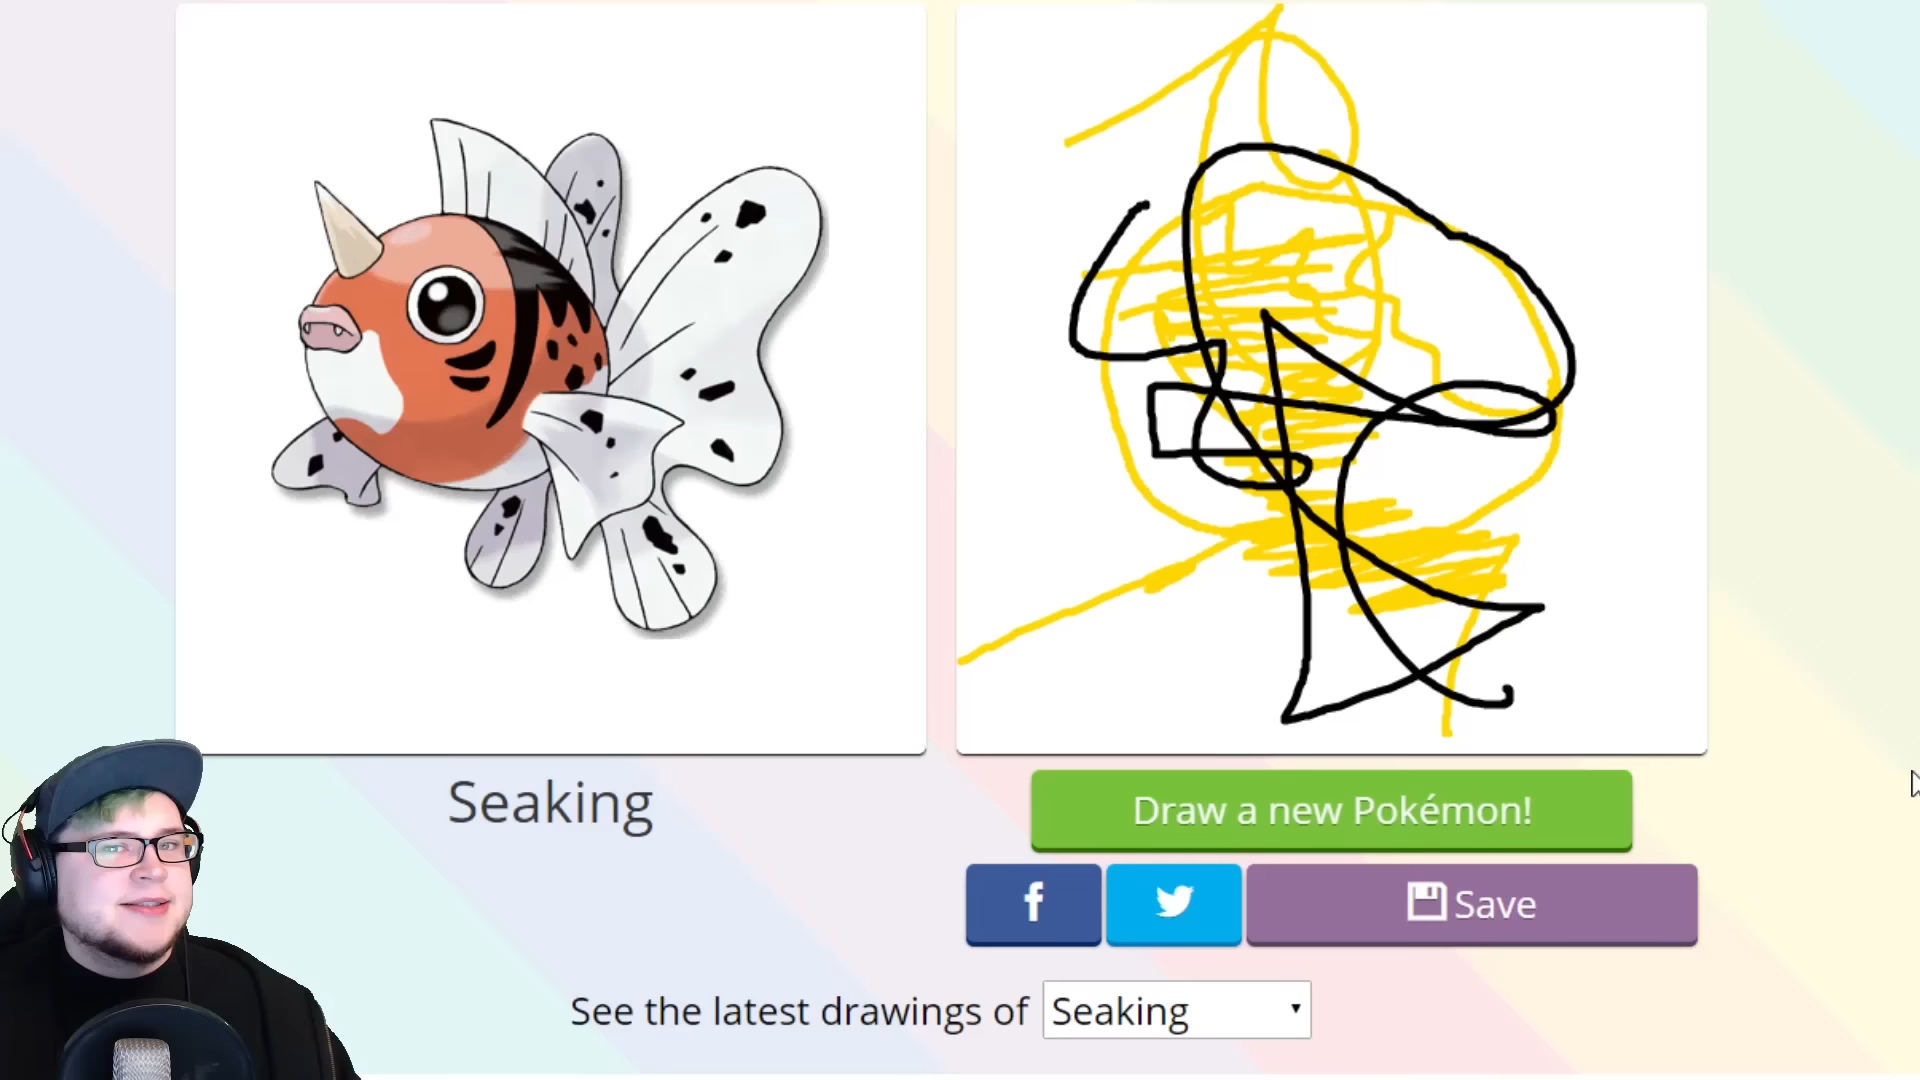 Seaking
Draw a new Pokémon!
f
Save
See the latest drawings of Seaking